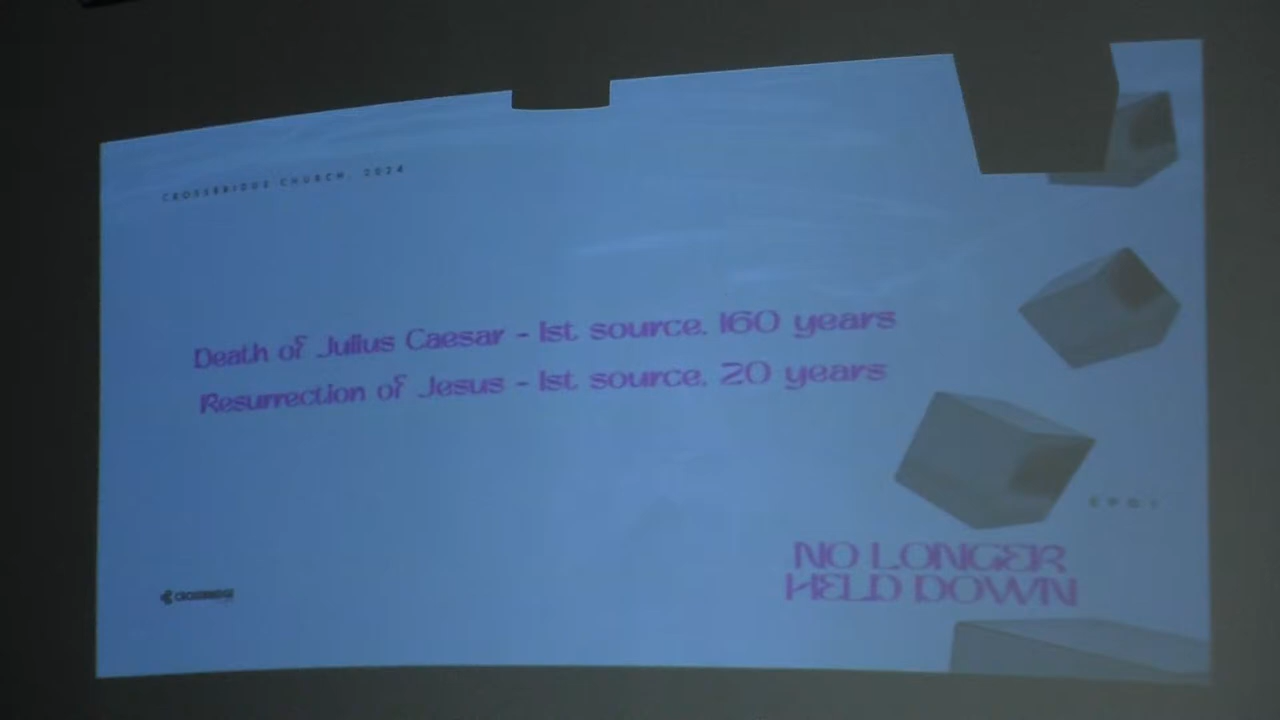 CROSSBRIDGE CHURCH, 2024
Death of Julius Caesar - 1st source, 160 years
Resurrection of Jesus - 1st source, 20 years
NO LONGER
HELD DOWN
CROSSBRIDGE